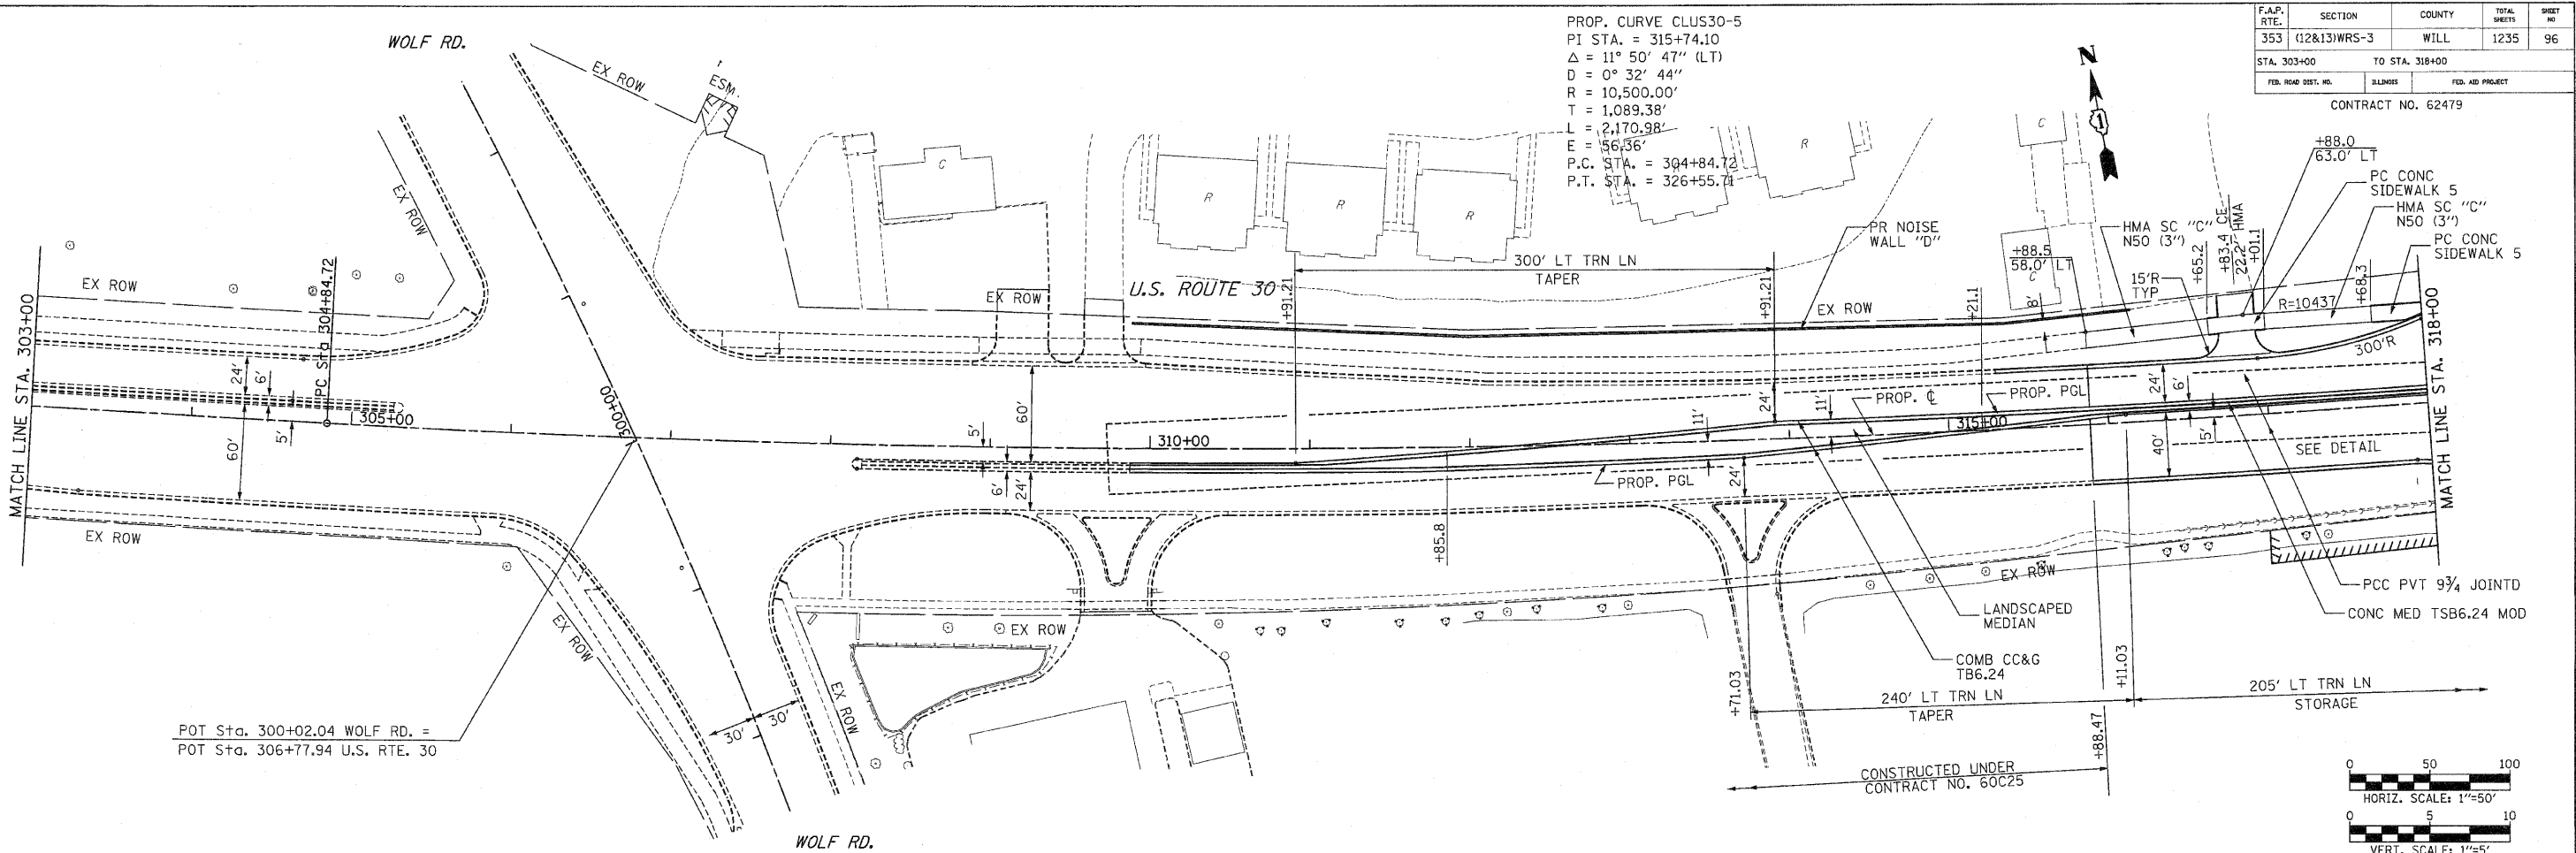 F.A.P. RTE. SECTION COUNTY TOTAL SHEETS SHEET NO
353 (12&13)WRS-3 WILL 1235 96
STA. 303+00 TO STA. 318+00
FED. ROAD DIST. NO. ILLINOIS FED. AID PROJECT
CONTRACT NO. 62479
PROP. CURVE CLUS30-5
PI STA. = 315+74.10
Δ = 11° 50' 47" (LT)
D = 0° 32' 44"
R = 10,500.00'
T = 1,089.38'
L = 2,170.98'
E = 56.36'
P.C. STA. = 304+84.72
P.T. STA. = 326+55.71
N
1
WOLF RD.
EX ROW
ESM.
EX ROW
C
R
R
R
R
R
C
C
+88.0
63.0' LT
PC CONC
SIDEWALK 5
HMA SC "C"
N50 (3")
PC CONC
SIDEWALK 5
HMA SC "C"
N50 (3")
+88.5
58.0' LT
8'
15'R
TYP
+65.2
+83.4 CE
22.2' HMA
+01.1
R=10437
+68.3
300'R
PR NOISE
WALL "D"
300' LT TRN LN
TAPER
U.S. ROUTE 30
+91.21
+91.21
+21.1
EX ROW
EX ROW
EX ROW
MATCH LINE STA. 303+00
PC Sta 304+84.72
24'
6'
5'
60'
305+00
300+00
60'
5'
6'
24'
310+00
11'
24'
11'
PROP. ℄
PROP. PGL
315+00
24'
6'
5'
40'
SEE DETAIL
MATCH LINE STA. 318+00
PROP. PGL
24'
+85.8
EX ROW
EX ROW
EX ROW
EX ROW
EX ROW
PCC PVT 9¾ JOINTD
CONC MED TSB6.24 MOD
LANDSCAPED
MEDIAN
COMB CC&G
TB6.24
+71.03
+11.03
240' LT TRN LN
TAPER
205' LT TRN LN
STORAGE
+88.47
CONSTRUCTED UNDER
CONTRACT NO. 60C25
POT Sta. 300+02.04 WOLF RD. =
POT Sta. 306+77.94 U.S. RTE. 30
30'
30'
WOLF RD.
0 50 100
HORIZ. SCALE: 1"=50'
0 5 10
VERT. SCALE: 1"=5'